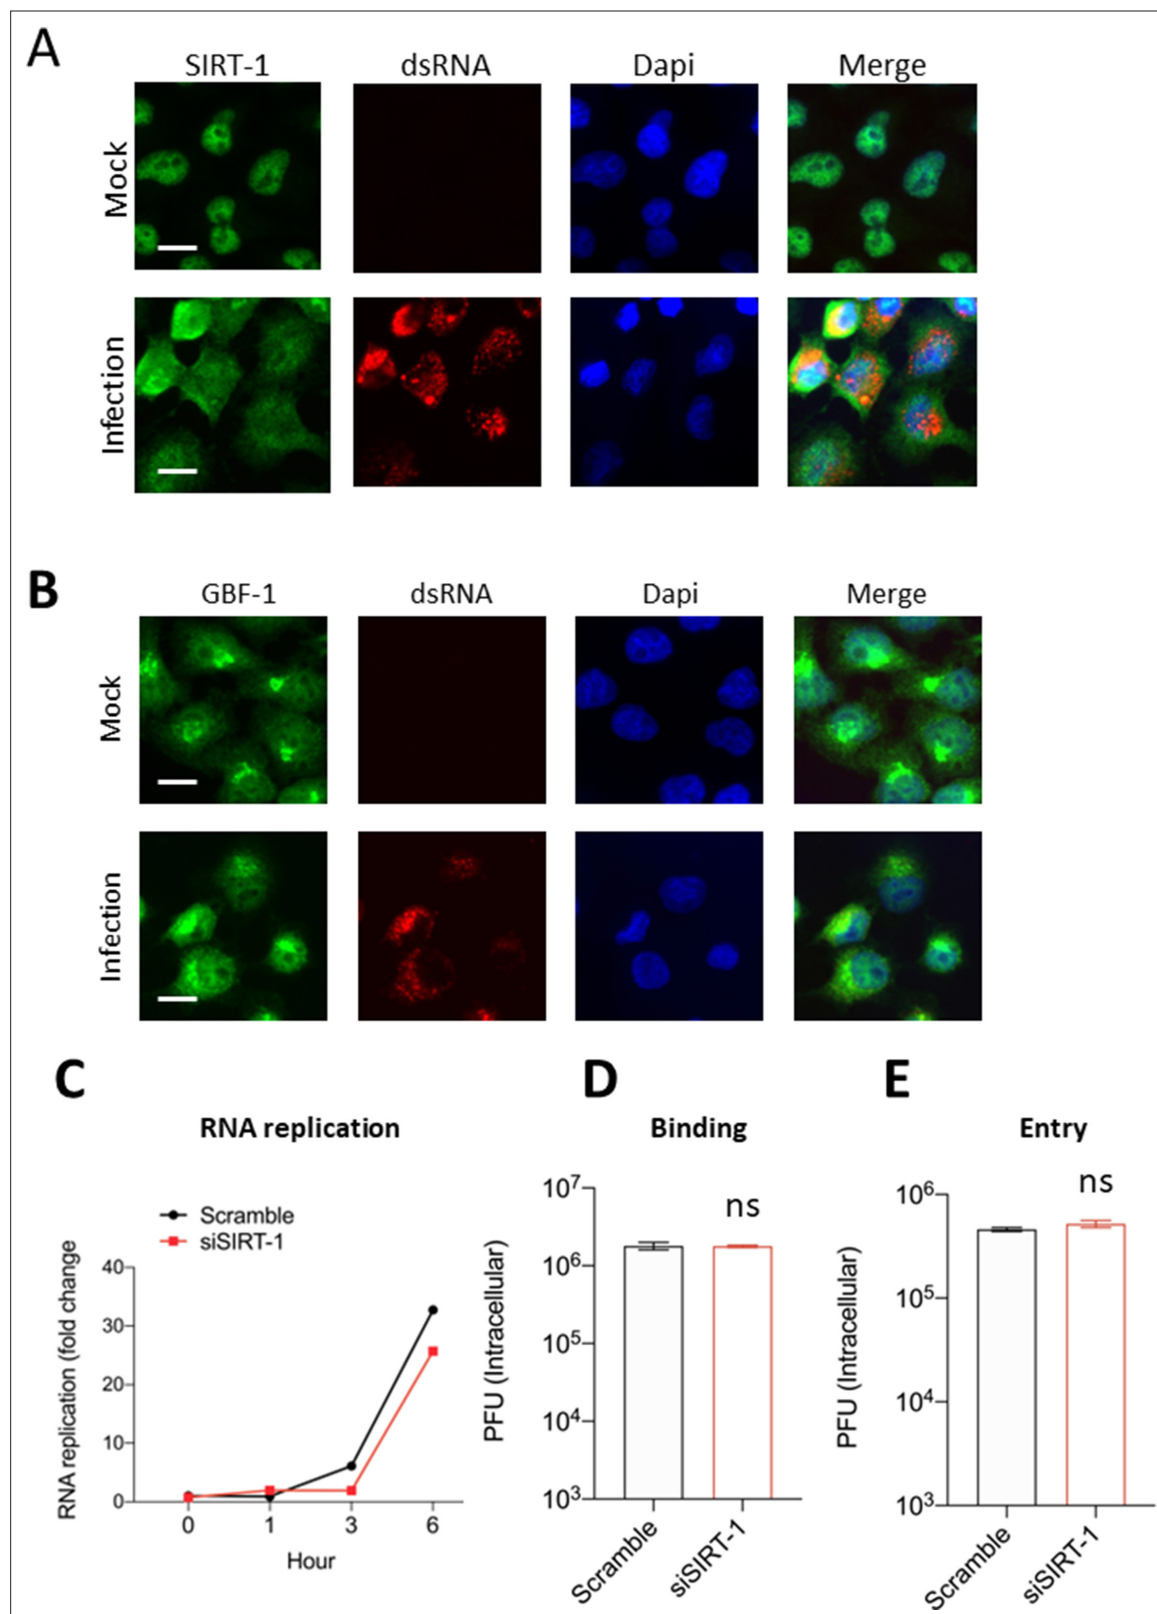 A
SIRT-1 dsRNA Dapi Merge
Mock
Infection
B
GBF-1 dsRNA Dapi Merge
Mock
Infection
C D E
RNA replication Binding Entry
Scramble
siSIRT-1
RNA replication (fold change
40
30
20
10
0
0 1 3 6
Hour
ns
PFU (Intracellular)
10⁷
10⁶
10⁵
10⁴
10³
Scramble siSIRT-1
ns
PFU (Intracellular)
10⁶
10⁵
10⁴
10³
Scramble siSIRT-1